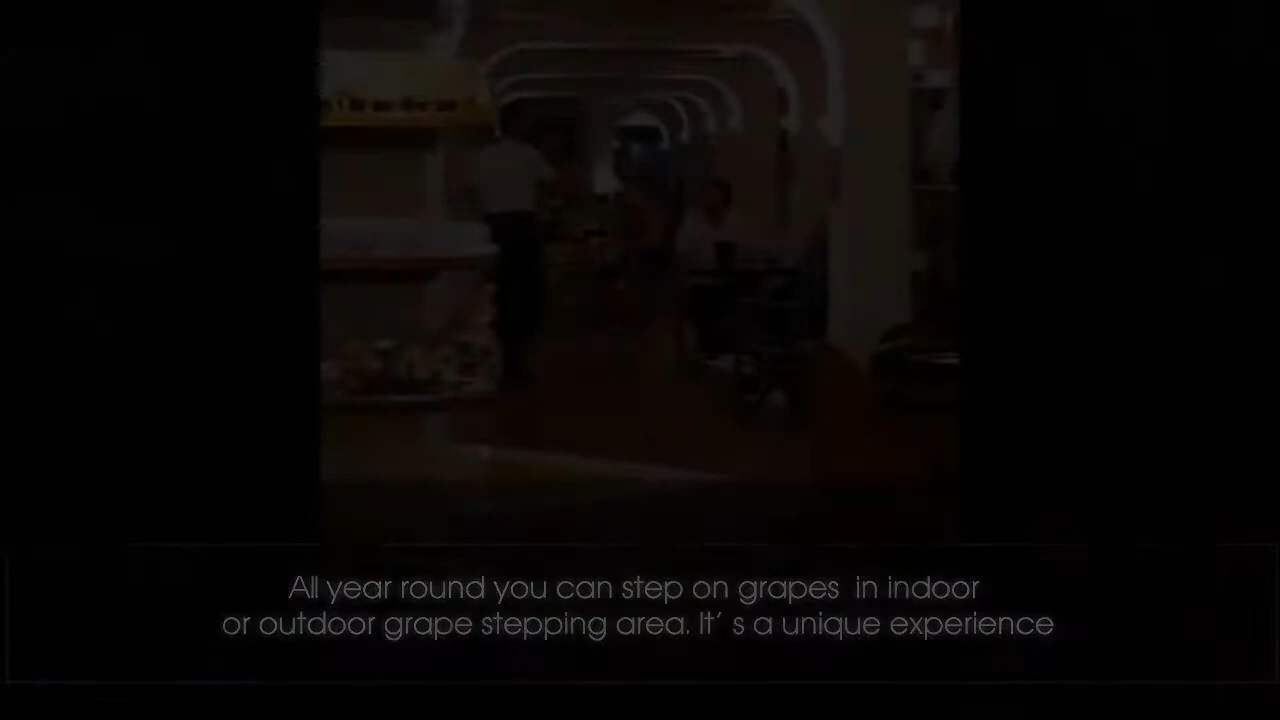 All year round you can step on grapes  in indoor
or outdoor grape stepping area. It’ s a unique experience